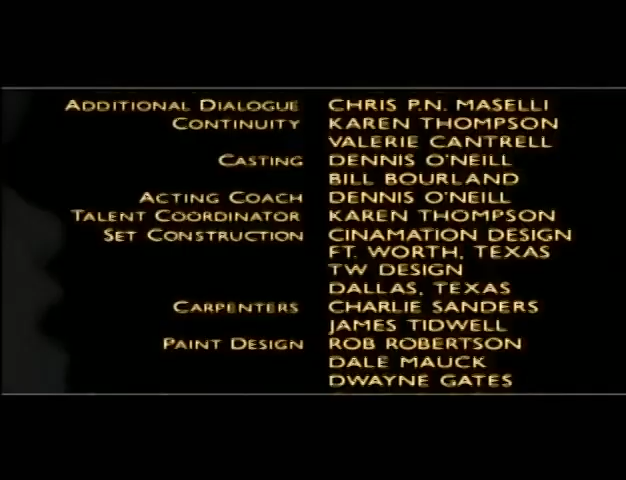 ADDITIONAL DIALOGUE CHRIS P.N. MASELLI
CONTINUITY KAREN THOMPSON
VALERIE CANTRELL
CASTING DENNIS O'NEILL
BILL BOURLAND
ACTING COACH DENNIS O'NEILL
TALENT COORDINATOR KAREN THOMPSON
SET CONSTRUCTION CINAMATION DESIGN
FT. WORTH, TEXAS
TW DESIGN
DALLAS, TEXAS
CARPENTERS CHARLIE SANDERS
JAMES TIDWELL
PAINT DESIGN ROB ROBERTSON
DALE MAUCK
DWAYNE GATES